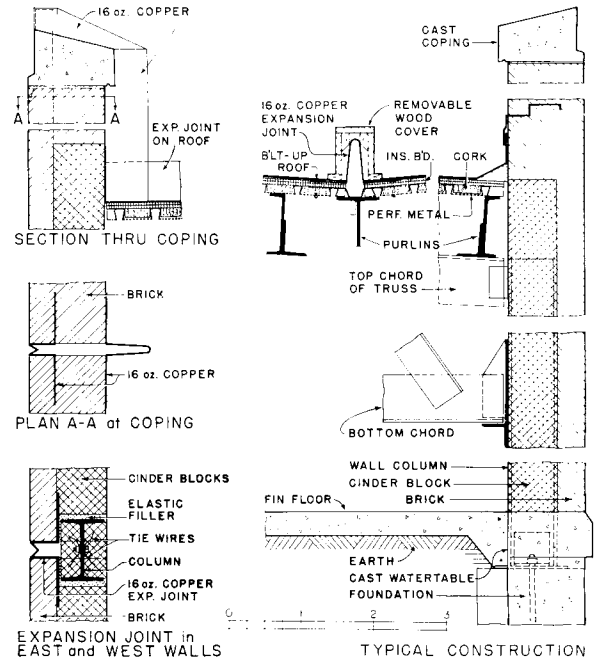 16 oz. COPPER
A
A
EXP. JOINT
ON ROOF
SECTION THRU COPING
BRICK
16 oz. COPPER
PLAN A-A at COPING
CINDER BLOCKS
ELASTIC
FILLER
TIE WIRES
COLUMN
16 oz. COPPER
EXP. JOINT
BRICK
EXPANSION JOINT in
EAST and WEST WALLS
CAST
COPING
16 oz. COPPER
EXPANSION
JOINT
REMOVABLE
WOOD
COVER
B'LT-UP
ROOF
INS. B'D.
CORK
PERF. METAL
PURLINS
TOP CHORD
OF TRUSS
BOTTOM CHORD
WALL COLUMN
CINDER BLOCK
BRICK
FIN FLOOR
EARTH
CAST WATERTABLE
FOUNDATION
0 1 2 3
TYPICAL CONSTRUCTION